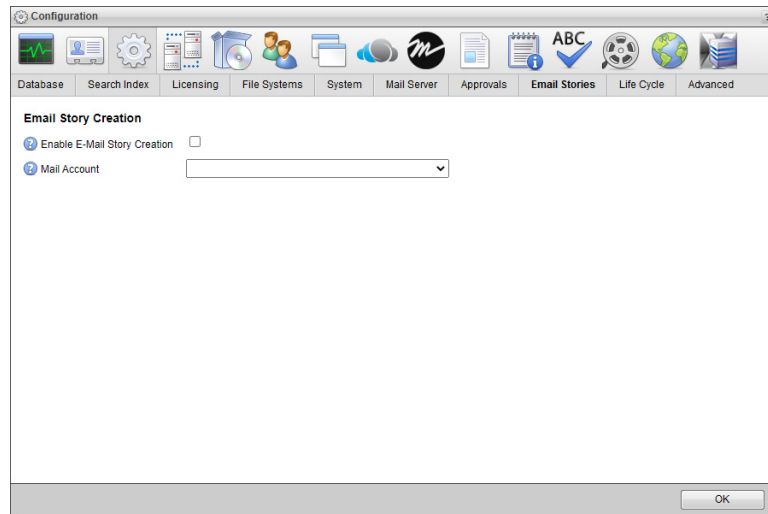 Configuration
ABC
Database Search Index Licensing File Systems System Mail Server Approvals Email Stories Life Cycle Advanced
Email Story Creation
Enable E-Mail Story Creation
Mail Account
OK